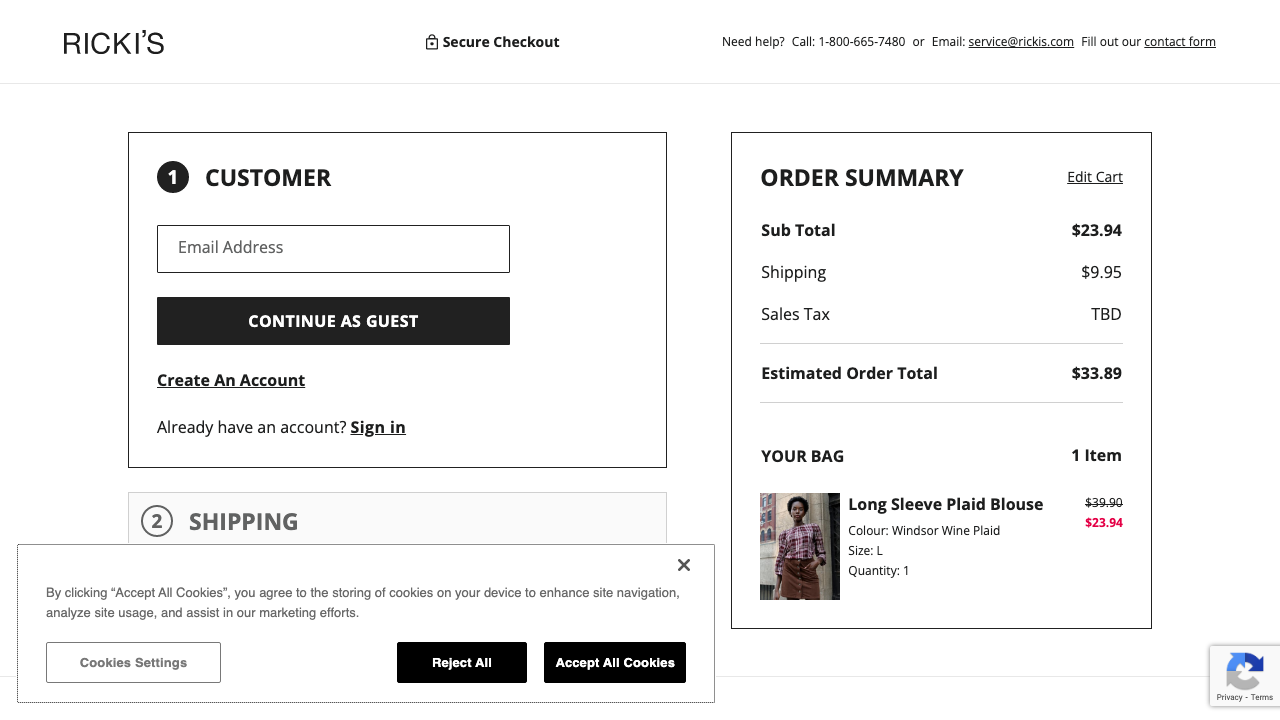 RICKI'S
Secure Checkout
Need help? Call: 1-800-665-7480 or Email: service@rickis.com Fill out our contact form
1 CUSTOMER
Email Address
CONTINUE AS GUEST
Create An Account
Already have an account? Sign in
2 SHIPPING
ORDER SUMMARY
Edit Cart
Sub Total $23.94
Shipping $9.95
Sales Tax TBD
Estimated Order Total $33.89
YOUR BAG 1 Item
Long Sleeve Plaid Blouse $39.90
$23.94
Colour: Windsor Wine Plaid
Size: L
Quantity: 1
By clicking “Accept All Cookies”, you agree to the storing of cookies on your device to enhance site navigation,
analyze site usage, and assist in our marketing efforts.
Cookies Settings
Reject All
Accept All Cookies
Privacy - Terms